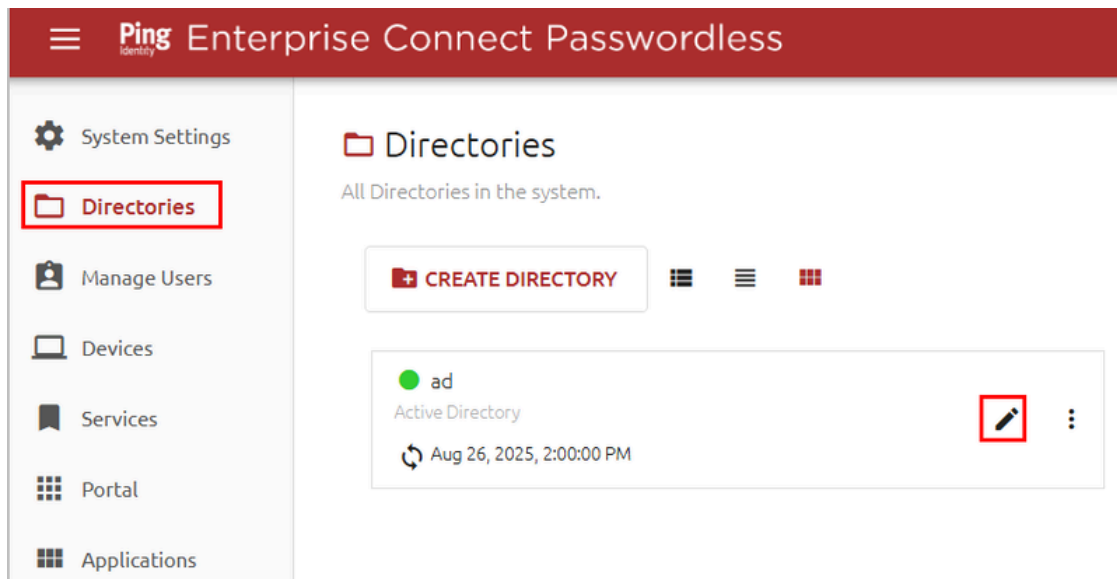 Ping
Identity
Enterprise Connect Passwordless
System Settings
Directories
Manage Users
Devices
Services
Portal
Applications
Directories
All Directories in the system.
CREATE DIRECTORY
ad
Active Directory
Aug 26, 2025, 2:00:00 PM